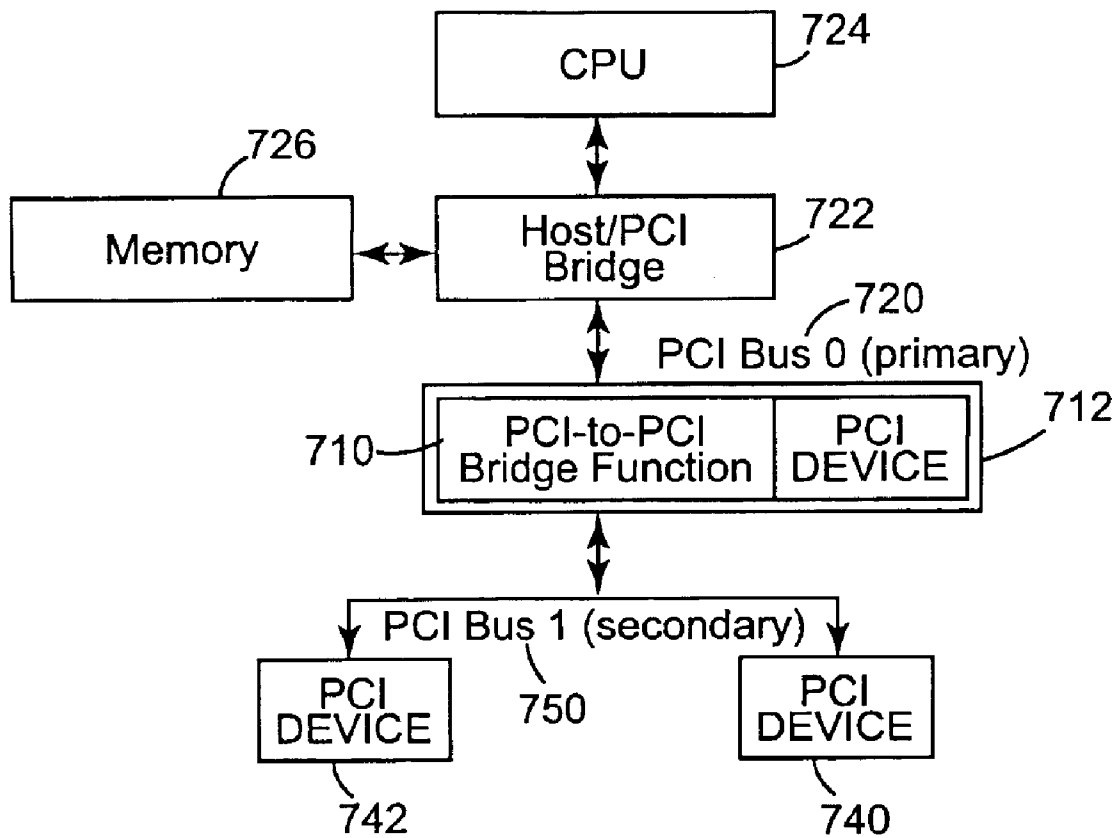 724
CPU
726
Memory
Host/PCI
Bridge
722
720
PCI Bus 0 (primary)
712
710
PCI-to-PCI
Bridge Function
PCI
DEVICE
PCI Bus 1 (secondary)
750
PCI
DEVICE
742
PCI
DEVICE
740